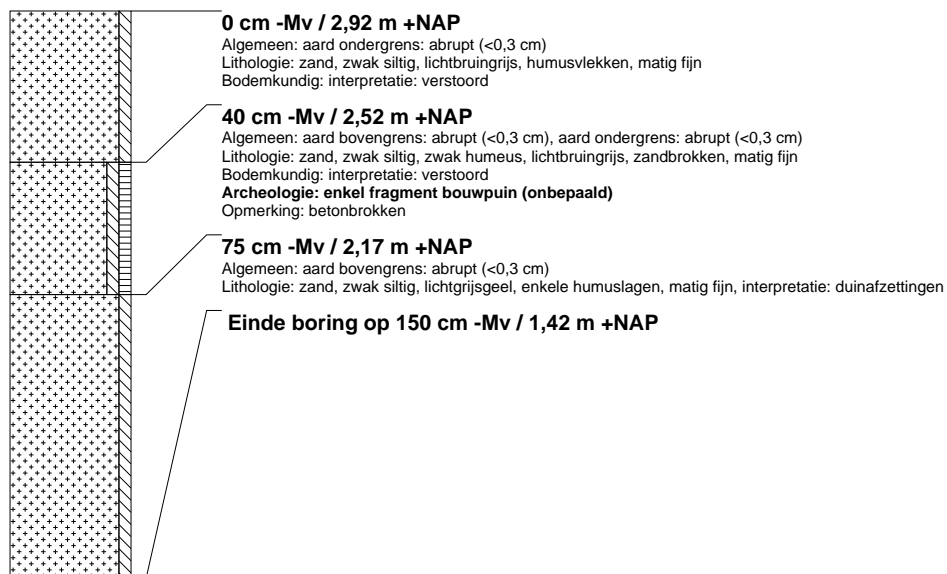 0 cm -Mv / 2,92 m +NAP
Algemeen: aard ondergrens: abrupt (<0,3 cm)
Lithologie: zand, zwak siltig, lichtbruingrijs, humusvlekken, matig fijn
Bodemkundig: interpretatie: verstoord
40 cm -Mv / 2,52 m +NAP
Algemeen: aard bovengrens: abrupt (<0,3 cm), aard ondergrens: abrupt (<0,3 cm)
Lithologie: zand, zwak siltig, zwak humeus, lichtbruingrijs, zandbrokken, matig fijn
Bodemkundig: interpretatie: verstoord
Archeologie: enkel fragment bouwpuin (onbepaald)
Opmerking: betonbrokken
75 cm -Mv / 2,17 m +NAP
Algemeen: aard bovengrens: abrupt (<0,3 cm)
Lithologie: zand, zwak siltig, lichtgrijsgeel, enkele humuslagen, matig fijn, interpretatie: duinafzettingen
Einde boring op 150 cm -Mv / 1,42 m +NAP